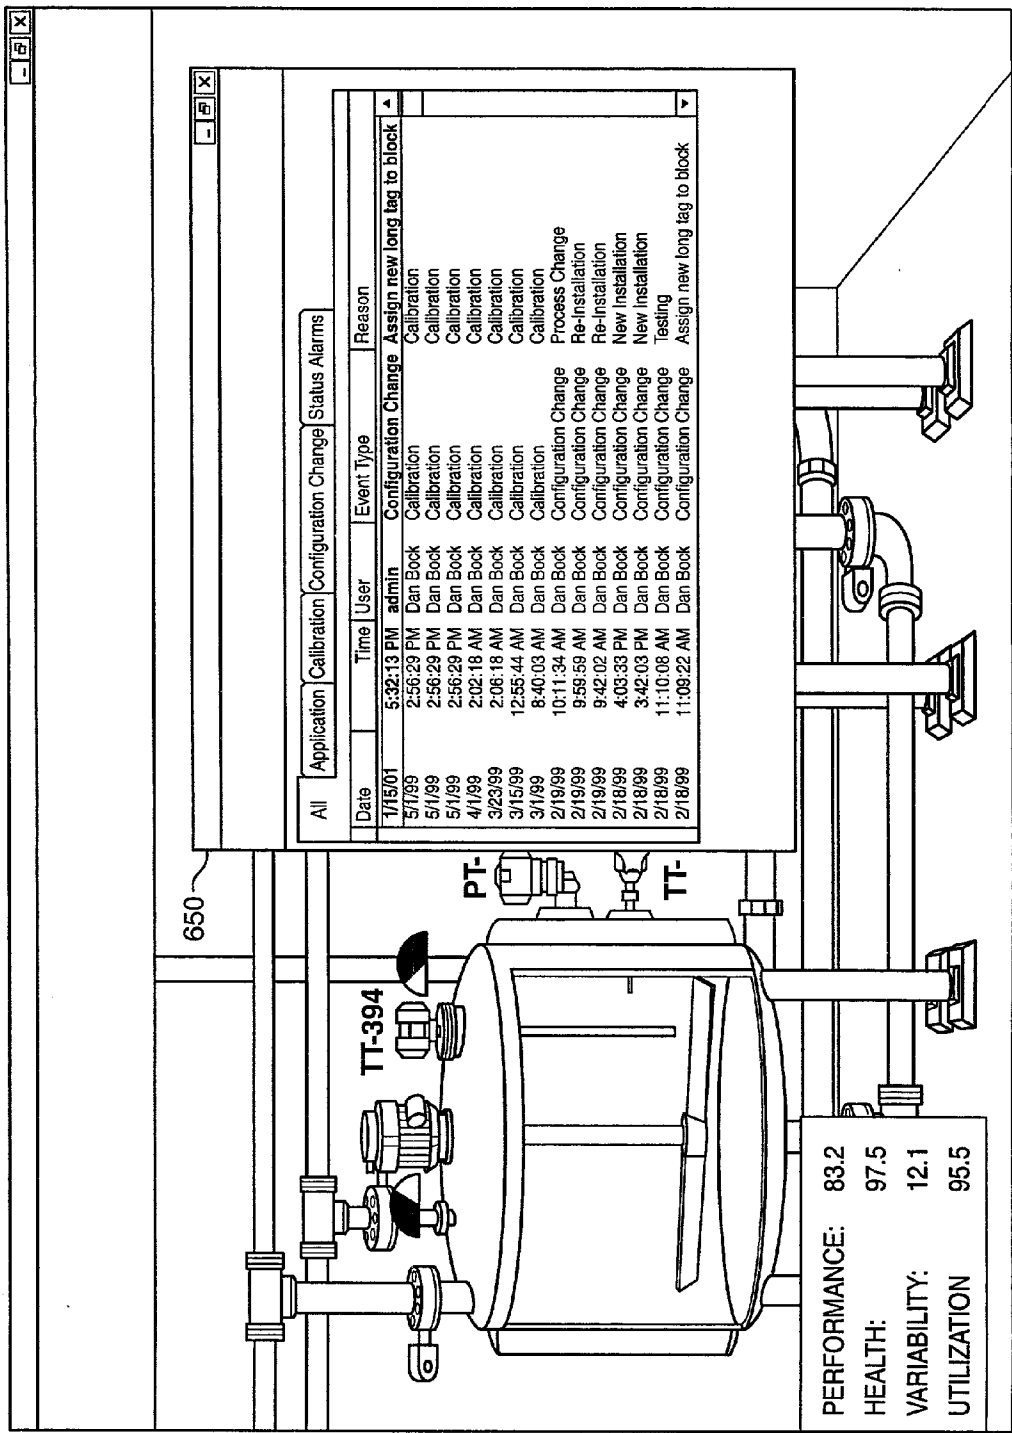 650
All Application Calibration Configuration Change Status Alarms
Date Time User Event Type Reason
1/15/01 5:32:13 PM admin Configuration Change Assign new long tag to block
5/1/99 2:56:29 PM Dan Bock Calibration Calibration
5/1/99 2:56:29 PM Dan Bock Calibration Calibration
5/1/99 2:56:29 PM Dan Bock Calibration Calibration
4/1/99 2:02:18 AM Dan Bock Calibration Calibration
3/23/99 2:06:18 AM Dan Bock Calibration Calibration
3/15/99 12:55:44 AM Dan Bock Calibration Calibration
3/1/99 8:40:03 AM Dan Bock Calibration Calibration
2/19/99 10:11:34 AM Dan Bock Configuration Change Process Change
2/19/99 9:59:59 AM Dan Bock Configuration Change Re-Installation
2/19/99 9:42:02 AM Dan Bock Configuration Change Re-Installation
2/18/99 4:03:33 PM Dan Bock Configuration Change New Installation
2/18/99 3:42:03 PM Dan Bock Configuration Change New Installation
2/18/99 11:10:08 AM Dan Bock Configuration Change Testing
2/18/99 11:09:22 AM Dan Bock Configuration Change Assign new long tag to block
TT-394
PT-
TT-
PERFORMANCE: 83.2
HEALTH: 97.5
VARIABILITY: 12.1
UTILIZATION 95.5